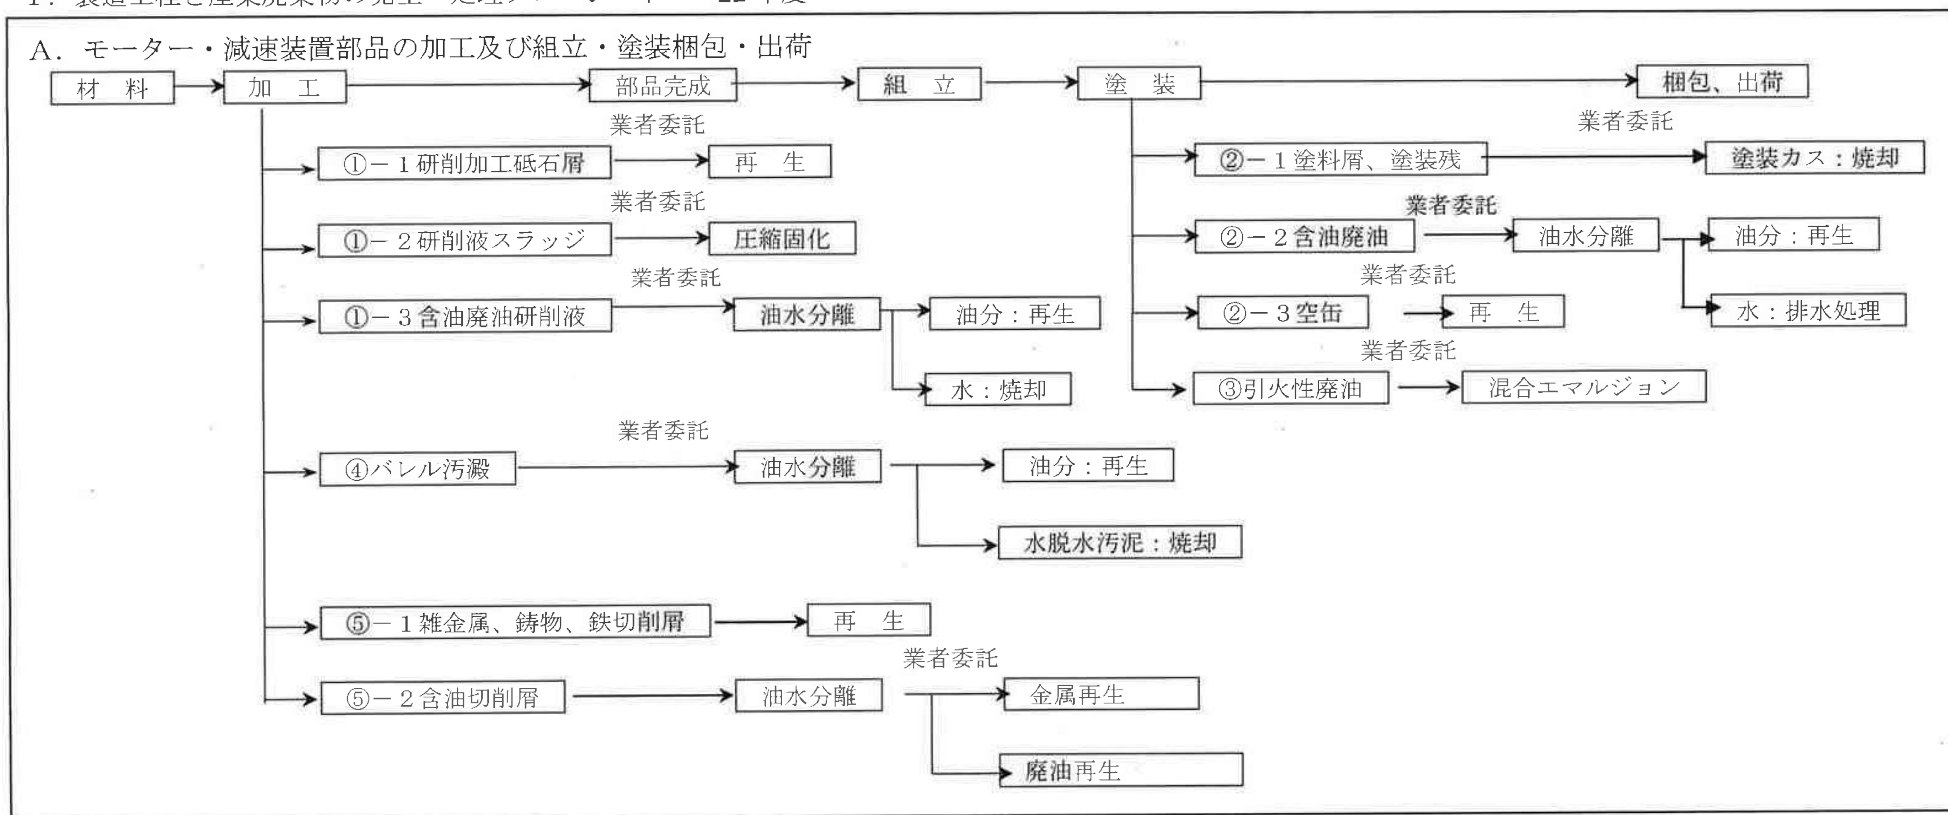 A．モーター・減速装置部品の加工及び組立・塗装梱包・出荷
材　料
加　工
部品完成
組　立
塗　装
梱包、出荷
業者委託
①－１研削加工砥石屑
再　生
業者委託
①－２研削液スラッジ
圧縮固化
業者委託
①－３含油廃油研削液
油水分離
油分：再生
水：焼却
業者委託
④バレル汚澱
油水分離
油分：再生
水脱水汚泥：焼却
⑤－１雑金属、鋳物、鉄切削屑
再　生
⑤－２含油切削屑
油水分離
業者委託
金属再生
廃油再生
業者委託
②－１塗料屑、塗装残
塗装カス：焼却
業者委託
②－２含油廃油
油水分離
油分：再生
水：排水処理
業者委託
②－３空缶
再　生
業者委託
③引火性廃油
混合エマルジョン